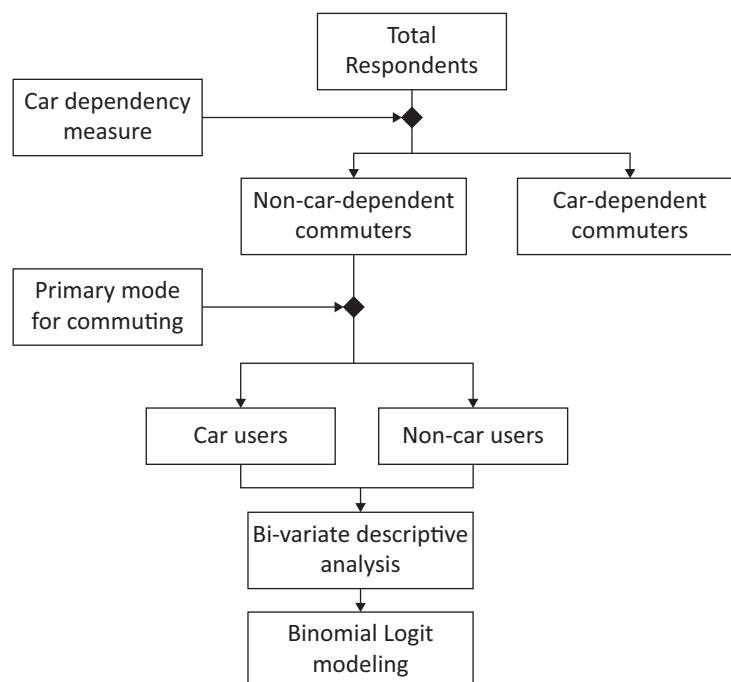 Total
Respondents
Car dependency
measure
Non-car-dependent
commuters
Car-dependent
commuters
Primary mode
for commuting
Car users
Non-car users
Bi-variate descriptive
analysis
Binomial Logit
modeling